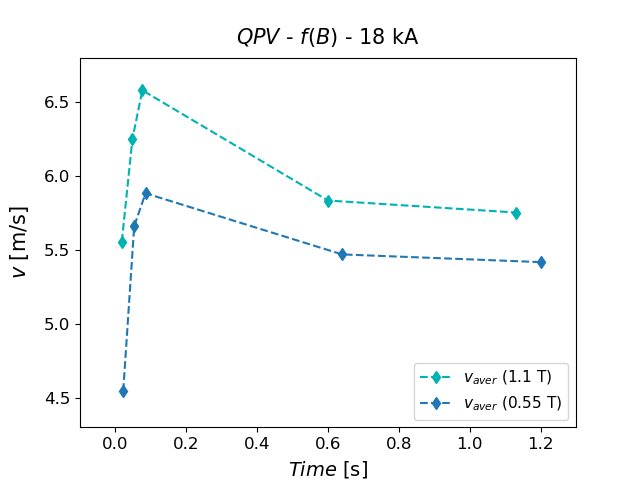 QPV - f(B) - 18 kA
v [m/s]
6.5
6.0
5.5
5.0
4.5
0.0 0.2 0.4 0.6 0.8 1.0 1.2
Time [s]
v_aver (1.1 T)
v_aver (0.55 T)